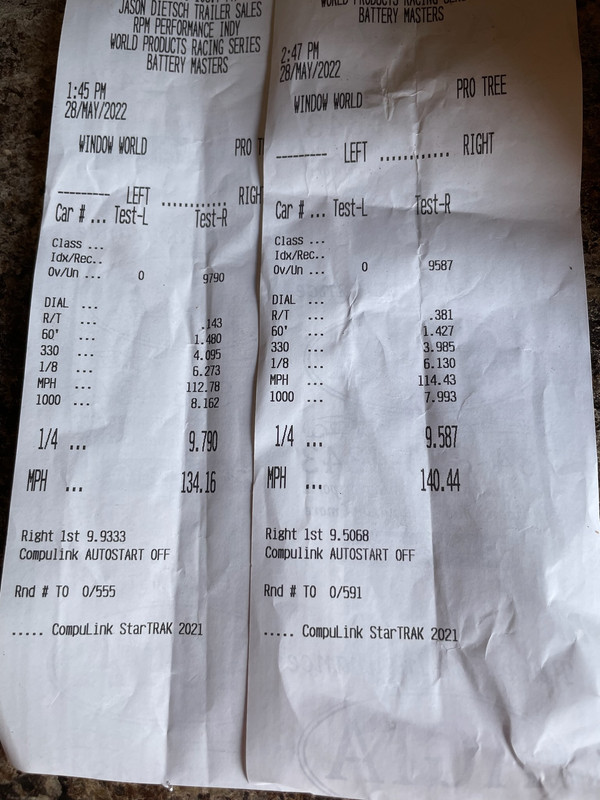 JASON DIETSCH TRAILER SALES
RPM PERFORMANCE INDY
WORLD PRODUCTS RACING SERIES
BATTERY MASTERS
1:45 PM
28/MAY/2022
WINDOW WORLD PRO
---------- LEFT ............ RIGH
Car # ... Test-L Test-R
Class ...
Idx/Rec..
Ov/Un ... 0 9790
DIAL ...
R/T ... .143
60' ... 1.480
330 ... 4.095
1/8 ... 6.273
MPH ... 112.78
1000 ... 8.162
1/4 ... 9.790
MPH ... 134.16
Right 1st 9.9333
Compulink AUTOSTART OFF
Rnd # TO 0/555
..... CompuLink StarTRAK 2021
WORLD PRODUCTS RACING
BATTERY MASTERS
2:47 PM
28/MAY/2022
WINDOW WORLD PRO TREE
---------- LEFT ............ RIGHT
Car # ... Test-L Test-R
Class ...
Idx/Rec..
Ov/Un ... 0 9587
DIAL ...
R/T ... .381
60' ... 1.427
330 ... 3.985
1/8 ... 6.130
MPH ... 114.43
1000 ... 7.993
1/4 ... 9.587
MPH ... 140.44
Right 1st 9.5068
Compulink AUTOSTART OFF
Rnd # TO 0/591
..... CompuLink StarTRAK 2021